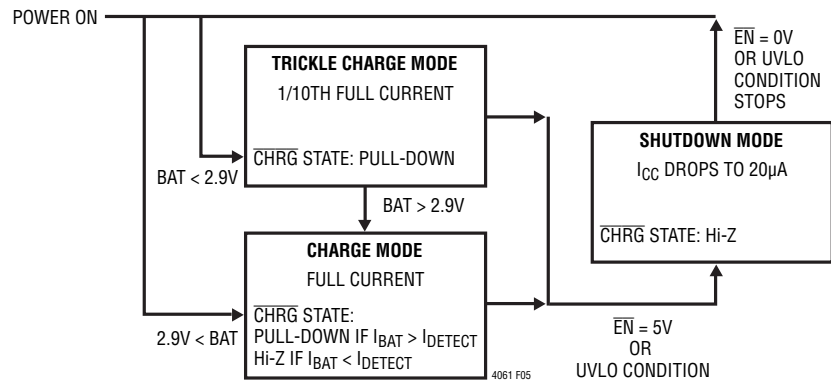 POWER ON
TRICKLE CHARGE MODE
1/10TH FULL CURRENT
CHRG STATE: PULL-DOWN
BAT < 2.9V
BAT > 2.9V
CHARGE MODE
FULL CURRENT
CHRG STATE:
PULL-DOWN IF IBAT > IDETECT
Hi-Z IF IBAT < IDETECT
2.9V < BAT
4061 F05
EN = 0V
OR UVLO
CONDITION
STOPS
SHUTDOWN MODE
ICC DROPS TO 20µA
CHRG STATE: Hi-Z
EN = 5V
OR
UVLO CONDITION